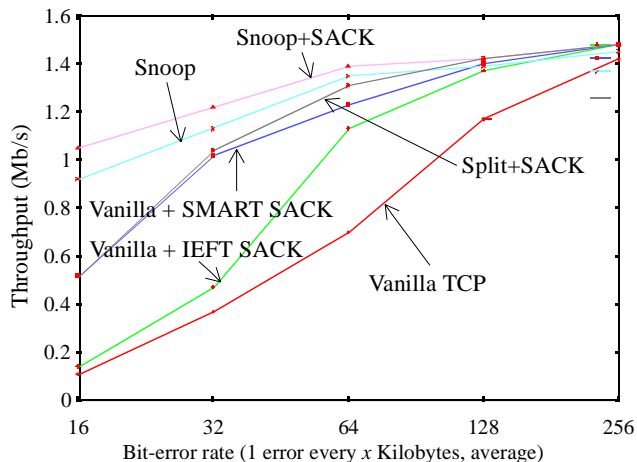 1.6
1.4
1.2
1
0.8
0.6
0.4
0.2
0
Throughput (Mb/s)
Snoop+SACK
Snoop
Split+SACK
Vanilla + SMART SACK
Vanilla + IEFT SACK
Vanilla TCP
16 32 64 128 256
Bit-error rate (1 error every x Kilobytes, average)